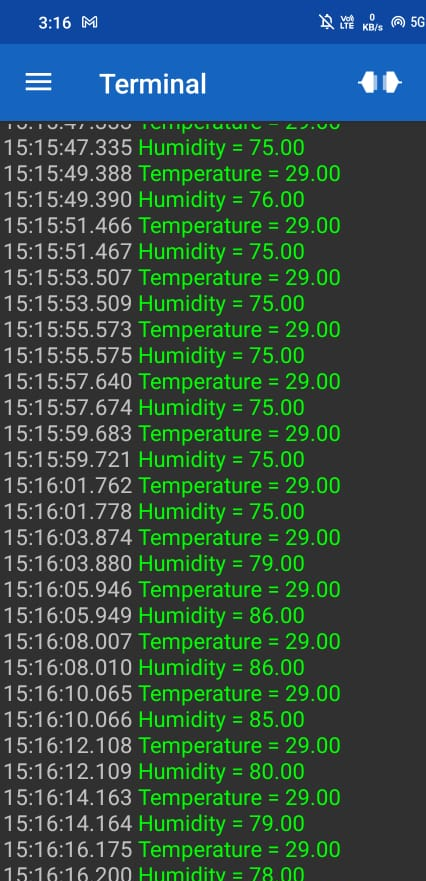 3:16 Vo) LTE 0 KB/s 5G
Terminal
15:15:47.333 Temperature = 29.00
15:15:47.335 Humidity = 75.00
15:15:49.388 Temperature = 29.00
15:15:49.390 Humidity = 76.00
15:15:51.466 Temperature = 29.00
15:15:51.467 Humidity = 75.00
15:15:53.507 Temperature = 29.00
15:15:53.509 Humidity = 75.00
15:15:55.573 Temperature = 29.00
15:15:55.575 Humidity = 75.00
15:15:57.640 Temperature = 29.00
15:15:57.674 Humidity = 75.00
15:15:59.683 Temperature = 29.00
15:15:59.721 Humidity = 75.00
15:16:01.762 Temperature = 29.00
15:16:01.778 Humidity = 75.00
15:16:03.874 Temperature = 29.00
15:16:03.880 Humidity = 79.00
15:16:05.946 Temperature = 29.00
15:16:05.949 Humidity = 86.00
15:16:08.007 Temperature = 29.00
15:16:08.010 Humidity = 86.00
15:16:10.065 Temperature = 29.00
15:16:10.066 Humidity = 85.00
15:16:12.108 Temperature = 29.00
15:16:12.109 Humidity = 80.00
15:16:14.163 Temperature = 29.00
15:16:14.164 Humidity = 79.00
15:16:16.175 Temperature = 29.00
15:16:16.200 Humidity = 78.00